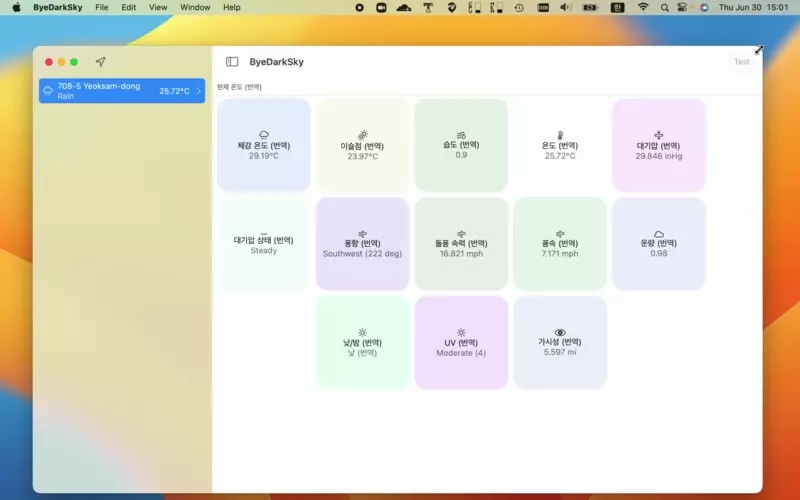 ByeDarkSky File Edit View Window Help
Thu Jun 30 15:01
ByeDarkSky
Test
708-5 Yeoksam-dong
Rain
25.72°C
현재 온도 (번역)
체감 온도 (번역)
29.19°C
이슬점 (번역)
23.97°C
습도 (번역)
0.9
온도 (번역)
25.72°C
대기압 (번역)
29.846 inHg
대기압 상태 (번역)
Steady
풍향 (번역)
Southwest (222 deg)
돌풍 속력 (번역)
16.821 mph
풍속 (번역)
7.171 mph
운량 (번역)
0.98
낮/밤 (번역)
낮 (번역)
UV (번역)
Moderate (4)
가시성 (번역)
5.597 mi